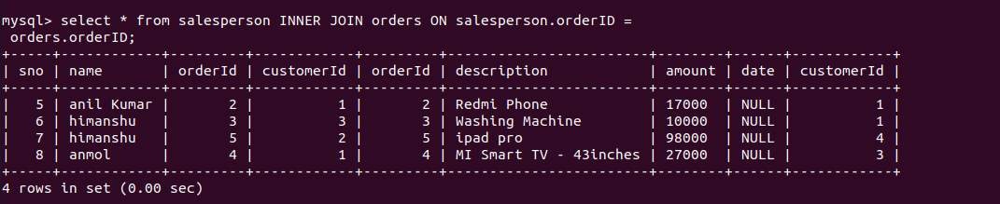 mysql> select * from salesperson INNER JOIN orders ON salesperson.orderID =
 orders.orderID;
+-----+------------+---------+------------+---------+------------------------+--------+------+------------+
| sno | name       | orderId | customerId | orderId | description            | amount | date | customerId |
+-----+------------+---------+------------+---------+------------------------+--------+------+------------+
|   5 | anil Kumar |       2 |          1 |       2 | Redmi Phone            | 17000  | NULL |          1 |
|   6 | himanshu   |       3 |          3 |       3 | Washing Machine        | 10000  | NULL |          1 |
|   7 | himanshu   |       5 |          2 |       5 | ipad pro               | 98000  | NULL |          4 |
|   8 | anmol      |       4 |          1 |       4 | MI Smart TV - 43inches | 27000  | NULL |          3 |
+-----+------------+---------+------------+---------+------------------------+--------+------+------------+
4 rows in set (0.00 sec)